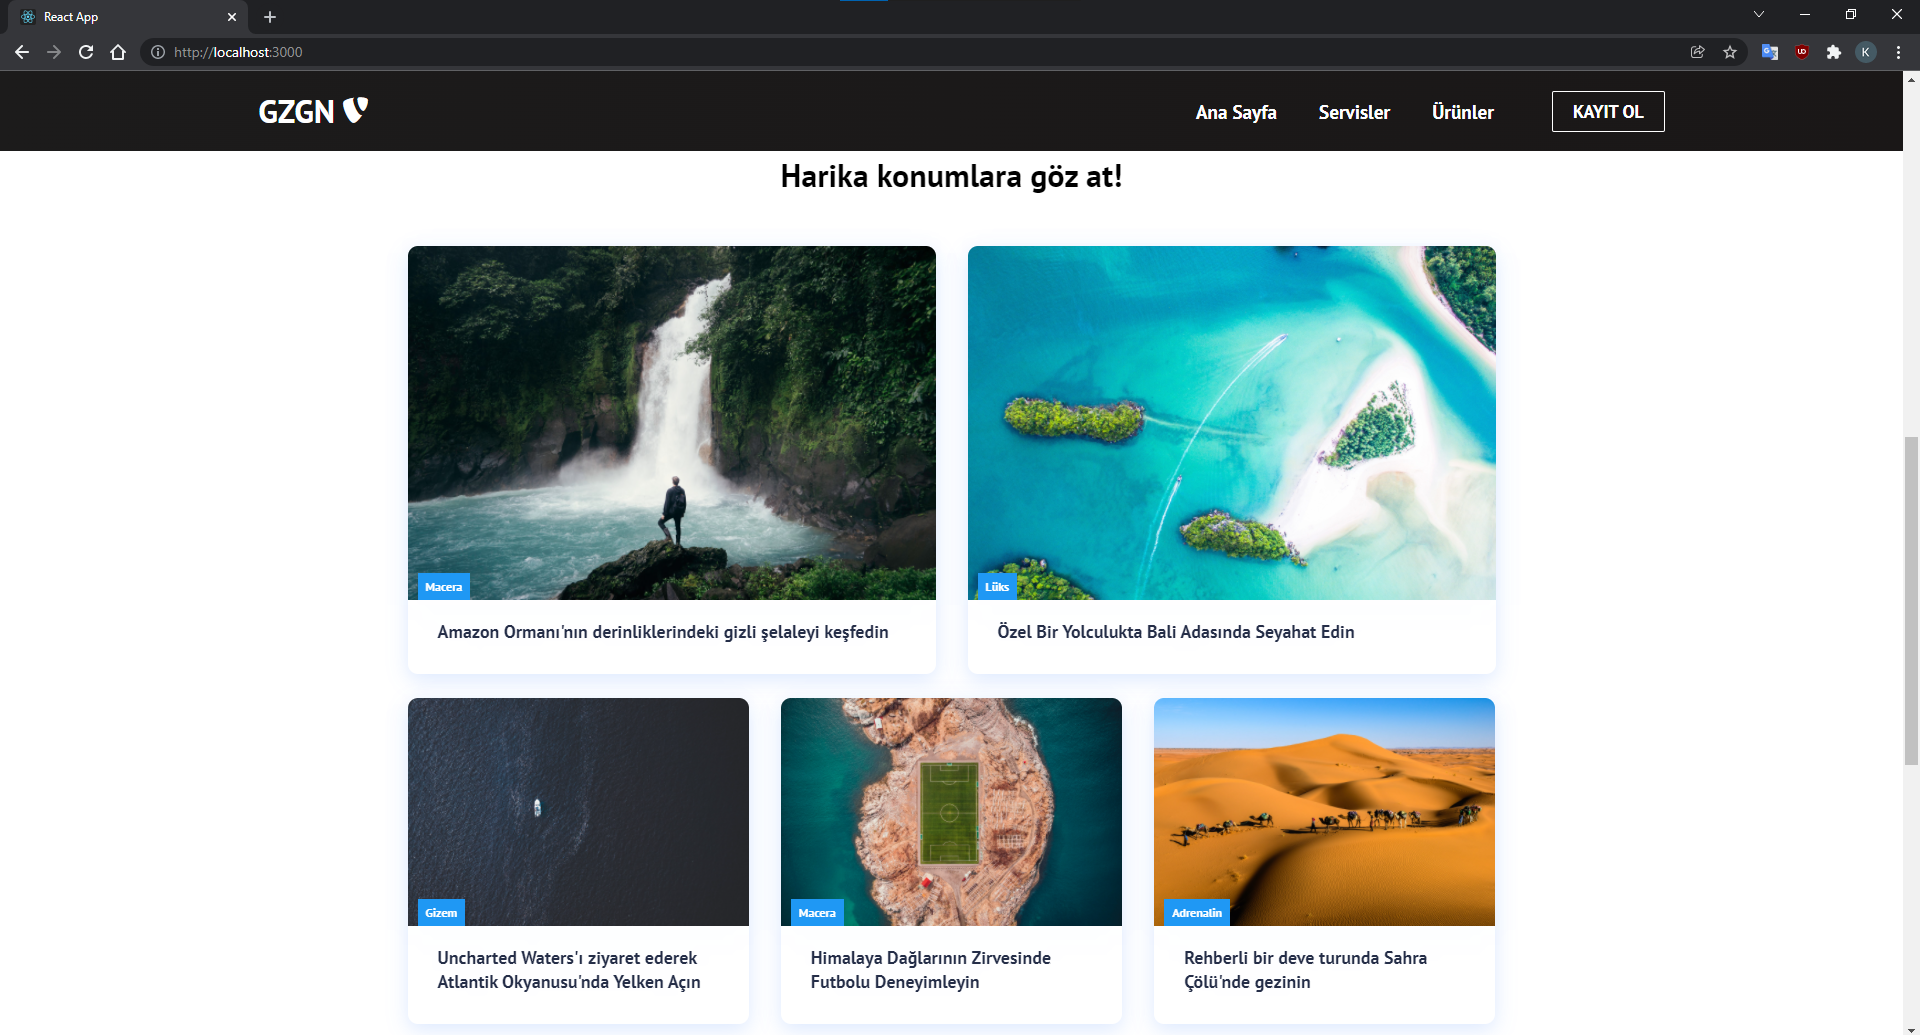 React App
http://localhost:3000
K
GZGN
Ana Sayfa
Servisler
Ürünler
KAYIT OL
Harika konumlara göz at!
Macera
Amazon Ormanı'nın derinliklerindeki gizli şelaleyi keşfedin
Lüks
Özel Bir Yolculukta Bali Adasında Seyahat Edin
Gizem
Uncharted Waters'ı ziyaret ederek
Atlantik Okyanusu'nda Yelken Açın
Macera
Himalaya Dağlarının Zirvesinde
Futbolu Deneyimleyin
Adrenalin
Rehberli bir deve turunda Sahra
Çölü'nde gezinin